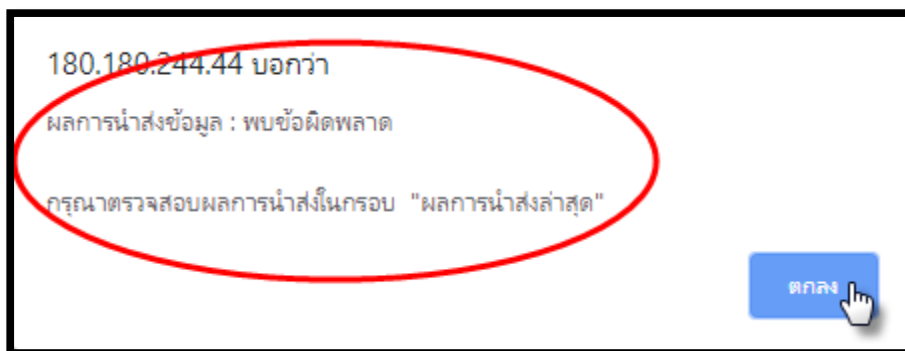 180.180.244.44 บอกว่า
ผลการนำส่งข้อมูล : พบข้อผิดพลาด
กรุณาตรวจสอบผลการนำส่งในกรอบ "ผลการนำส่งล่าสุด"
ตกลง